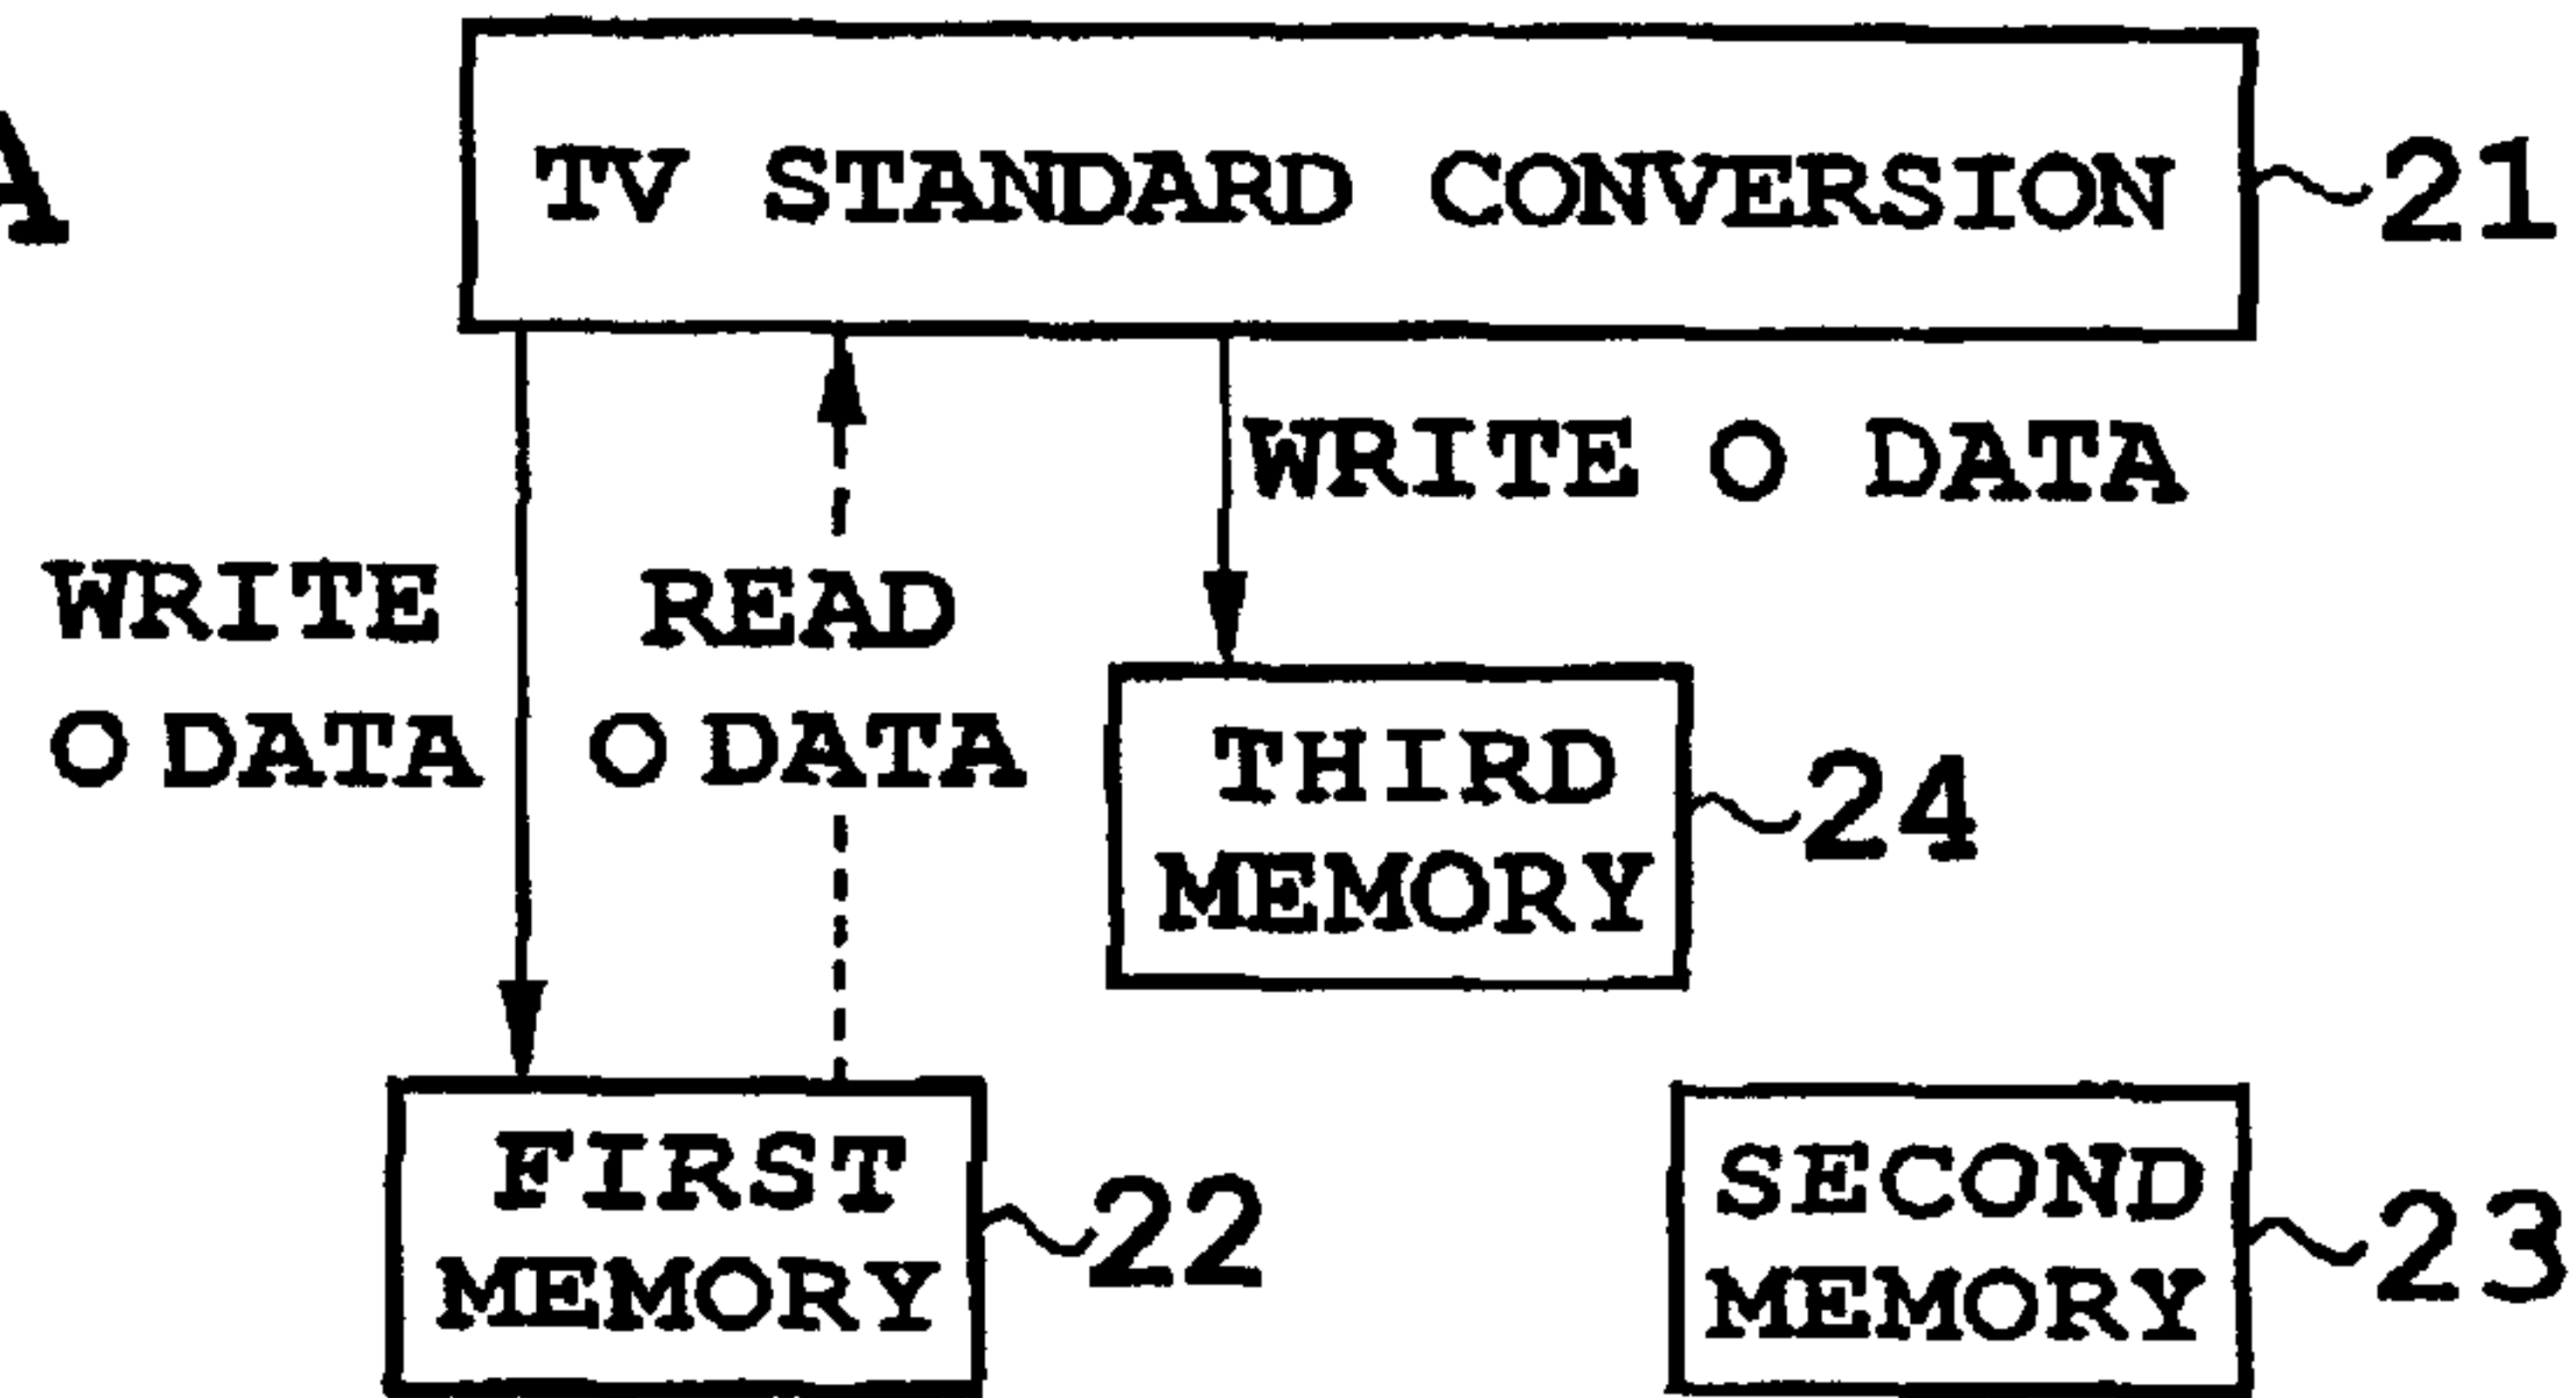 A
TV STANDARD CONVERSION
21
WRITE O DATA
WRITE
O DATA
READ
O DATA
THIRD
MEMORY
24
FIRST
MEMORY
22
SECOND
MEMORY
23